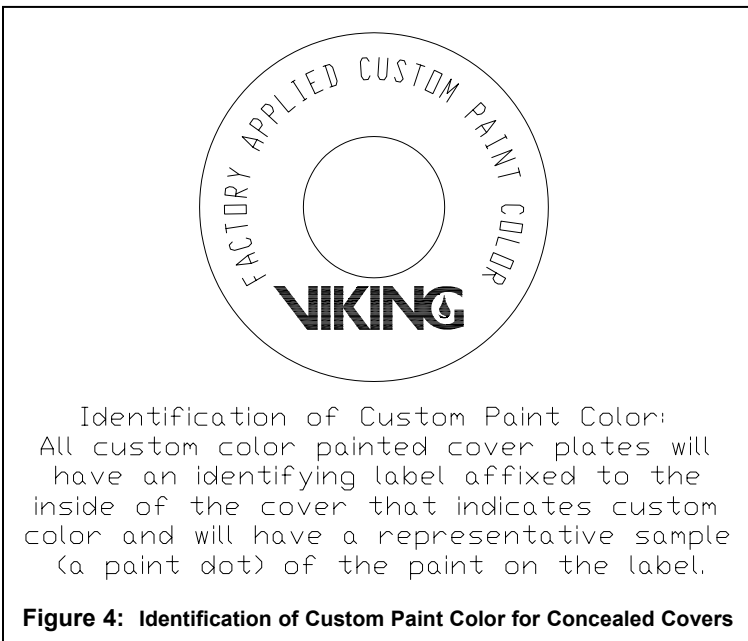 FACTORY APPLIED CUSTOM PAINT COLOR
VIKING
Identification of Custom Paint Color:
All custom color painted cover plates will
have an identifying label affixed to the
inside of the cover that indicates custom
color and will have a representative sample
(a paint dot) of the paint on the label.
Figure 4: Identification of Custom Paint Color for Concealed Covers